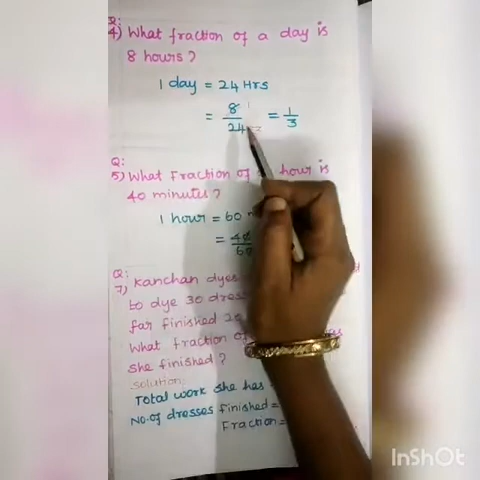 Q:
4) What fraction of a day is
8 hours?
1 day = 24 Hrs
= 8/24 = 1/3
Q:
5) What Fraction of hour is
40 minutes?
1 hour = 60
= 40/60
Q:
7) Kanchan dyes
to dye 30
far finished
What fraction of
she finished?
Solution:
Total work she has
No. of dresses finished =
Fraction =
InShOt